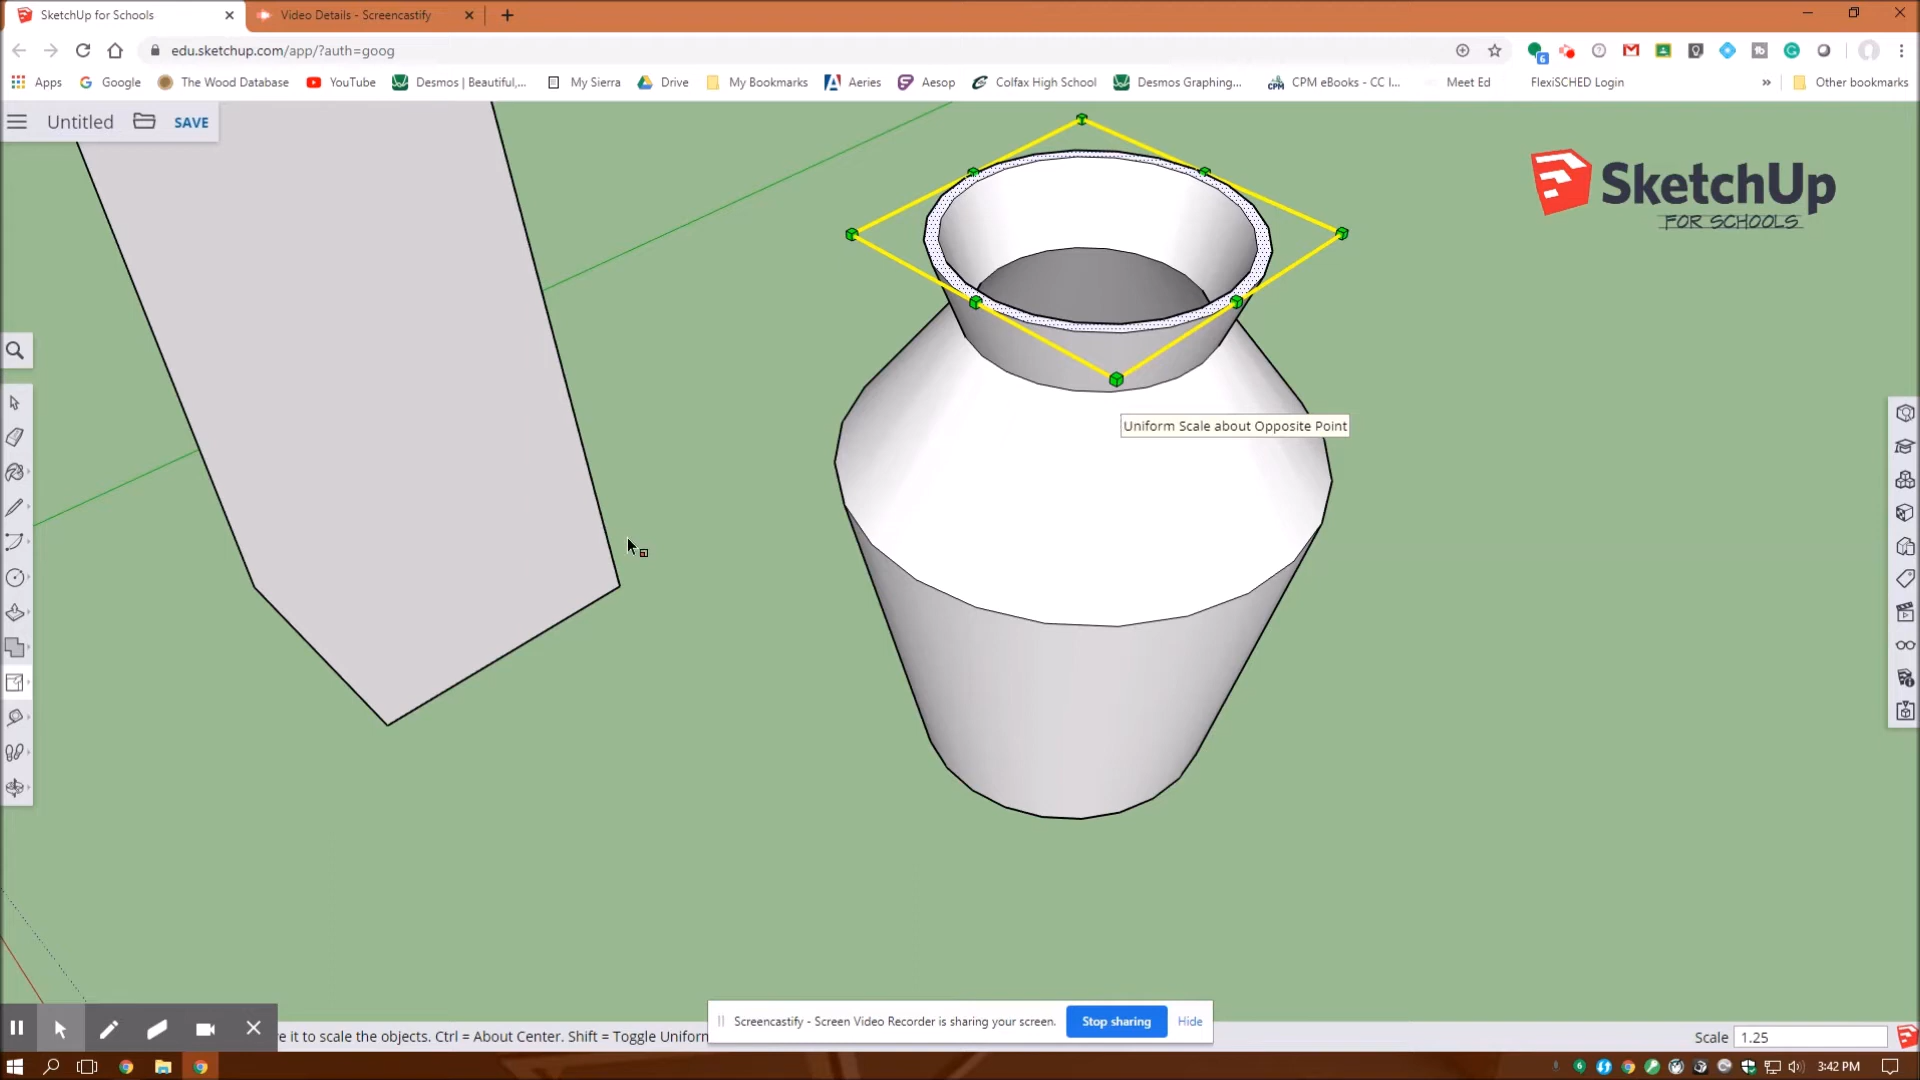 SketchUp for Schools
Video Details - Screencastify
edu.sketchup.com/app/?auth=goog
Apps
Google
The Wood Database
YouTube
Desmos | Beautiful,...
My Sierra
Drive
My Bookmarks
Aeries
Aesop
Colfax High School
Desmos Graphing...
CPM eBooks - CC I...
Meet Ed
FlexiSCHED Login
»
Other bookmarks
Untitled
SAVE
SketchUp
FOR SCHOOLS
Uniform Scale about Opposite Point
Screencastify - Screen Video Recorder is sharing your screen.
Stop sharing
Hide
e it to scale the objects. Ctrl = About Center. Shift = Toggle Uniform
Scale
1.25
3:42 PM